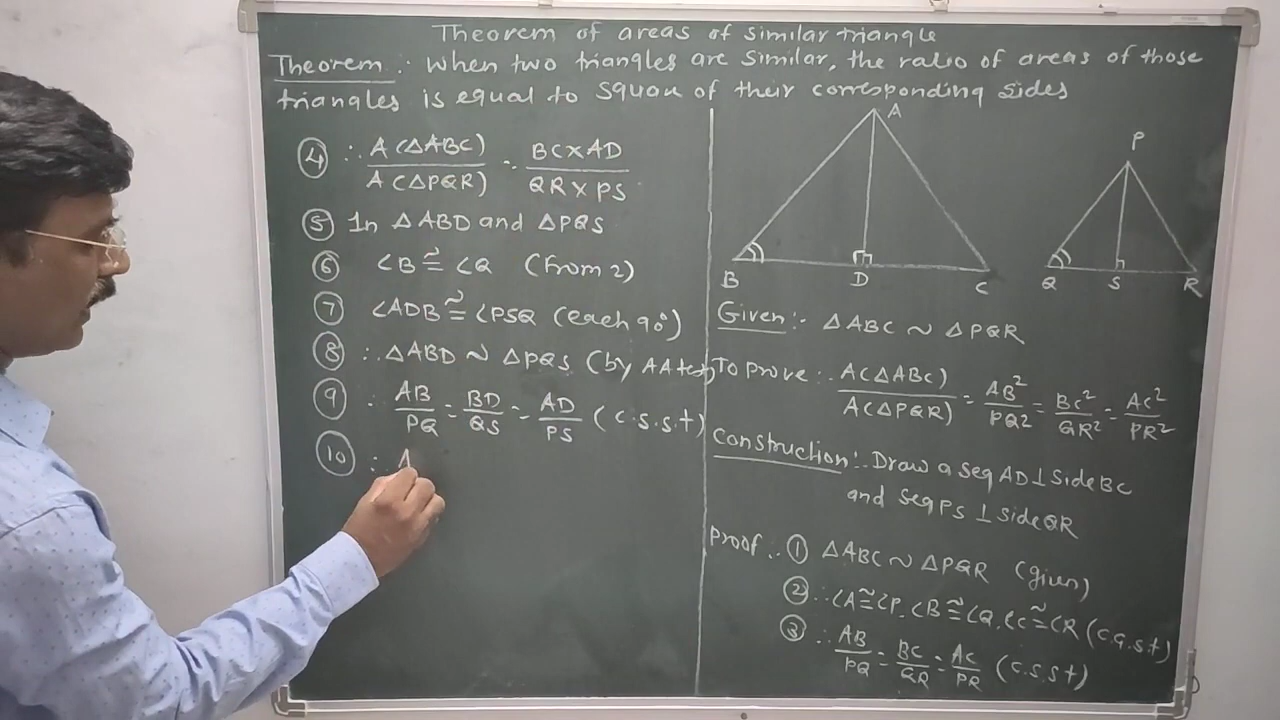 Theorem of areas of similar triangle
Theorem :- When two triangles are similar, the ratio of areas of those
triangles is equal to square of their corresponding sides
A
B D C
P
Q S R
Given :- △ABC ~ △PQR
To prove :- A(△ABC)/A(△PQR) = AB²/PQ² = BC²/QR² = AC²/PR²
Construction :- Draw a seg AD ⊥ Side BC
and seg PS ⊥ side QR
Proof :- ① △ABC ~ △PQR (given)
② ∴ ∠A ≅ ∠P, ∠B ≅ ∠Q, ∠C ≅ ∠R (C.a.s.t)
③ ∴ AB/PQ = BC/QR = AC/PR (C.s.s.t)
④ ∴ A(△ABC)/A(△PQR) = BC×AD/QR×PS
⑤ In △ABD and △PQS
⑥ ∠B ≅ ∠Q (From 2)
⑦ ∠ADB ≅ ∠PSQ (each 90°)
⑧ ∴ △ABD ~ △PQS (by AA test)
⑨ ∴ AB/PQ = BD/QS = AD/PS (C.s.s.t)
⑩ ∴ A